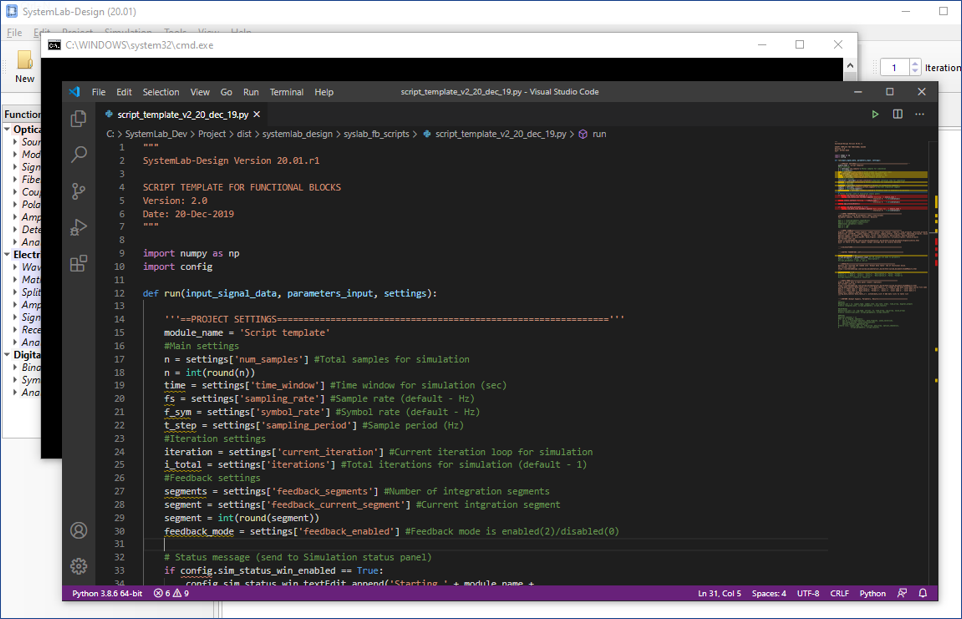 SystemLab-Design (20.01)
File Edit Project Simulation Tools View Help
C:\WINDOWS\system32\cmd.exe
New
1 Iteration
File Edit Selection View Go Run Terminal Help
script_template_v2_20_dec_19.py - Visual Studio Code
script_template_v2_20_dec_19.py
C: > SystemLab_Dev > Project > dist > systemlab_design > syslab_fb_scripts > script_template_v2_20_dec_19.py > run
Function
Optica
Sour
Mod
Sign
Fibe
Cou
Pola
Amp
Dete
Ana
Electr
Wav
Mat
Split
Amp
Sign
Rece
Ana
Digita
Bina
Sym
Ana
1 """
2 SystemLab-Design Version 20.01.r1
3
4 SCRIPT TEMPLATE FOR FUNCTIONAL BLOCKS
5 Version: 2.0
6 Date: 20-Dec-2019
7 """
8
9 import numpy as np
10 import config
11
12 def run(input_signal_data, parameters_input, settings):
13
14 '''==PROJECT SETTINGS==============================================================='''
15 module_name = 'Script template'
16 #Main settings
17 n = settings['num_samples'] #Total samples for simulation
18 n = int(round(n))
19 time = settings['time_window'] #Time window for simulation (sec)
20 fs = settings['sampling_rate'] #Sample rate (default - Hz)
21 f_sym = settings['symbol_rate'] #Symbol rate (default - Hz)
22 t_step = settings['sampling_period'] #Sample period (Hz)
23 #Iteration settings
24 iteration = settings['current_iteration'] #Current iteration loop for simulation
25 i_total = settings['iterations'] #Total iterations for simulation (default - 1)
26 #Feedback settings
27 segments = settings['feedback_segments'] #Number of integration segments
28 segment = settings['feedback_current_segment'] #Current intgration segment
29 segment = int(round(segment))
30 feedback_mode = settings['feedback_enabled'] #Feedback mode is enabled(2)/disabled(0)
31
32 # Status message (send to Simulation status panel)
33 if config.sim_status_win_enabled == True:
34 config.sim_status_win.textEdit.append('Starting ' + module_name +
Python 3.8.6 64-bit 6 9 Ln 31, Col 5 Spaces: 4 UTF-8 CRLF Python